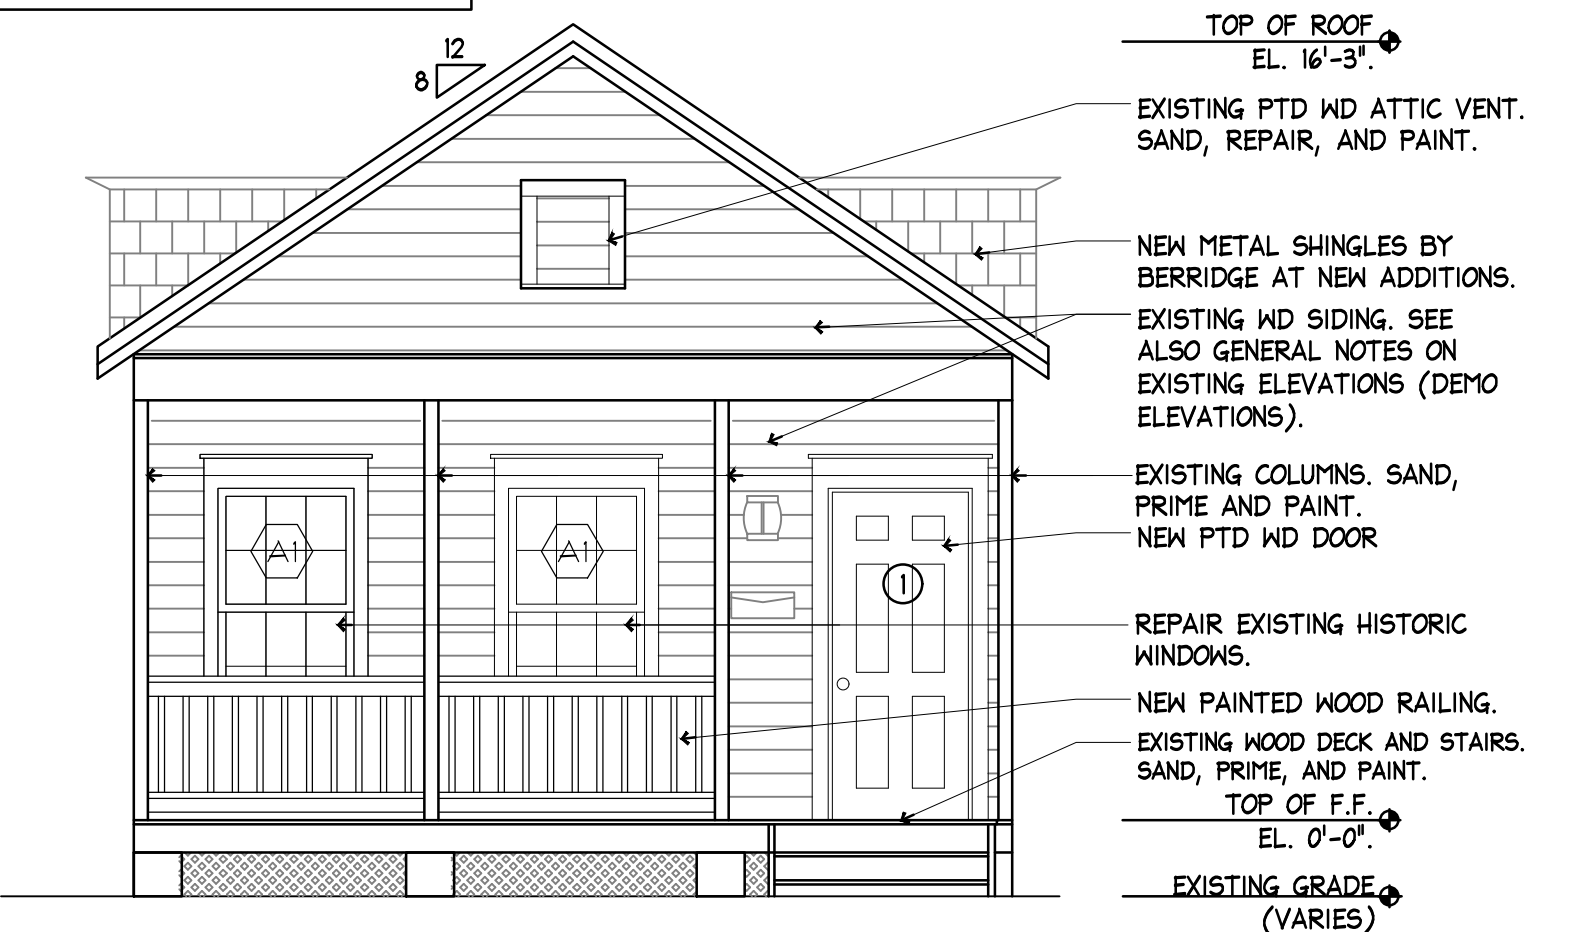 TOP OF ROOF
EL. 16'-3".
12
8
EXISTING PTD WD ATTIC VENT.
SAND, REPAIR, AND PAINT.
NEW METAL SHINGLES BY
BERRIDGE AT NEW ADDITIONS.
EXISTING WD SIDING. SEE
ALSO GENERAL NOTES ON
EXISTING ELEVATIONS (DEMO
ELEVATIONS).
EXISTING COLUMNS. SAND,
PRIME AND PAINT.
NEW PTD WD DOOR
A1
A1
1
REPAIR EXISTING HISTORIC
WINDOWS.
NEW PAINTED WOOD RAILING.
EXISTING WOOD DECK AND STAIRS.
SAND, PRIME, AND PAINT.
TOP OF F.F.
EL. 0'-0".
EXISTING GRADE
(VARIES)